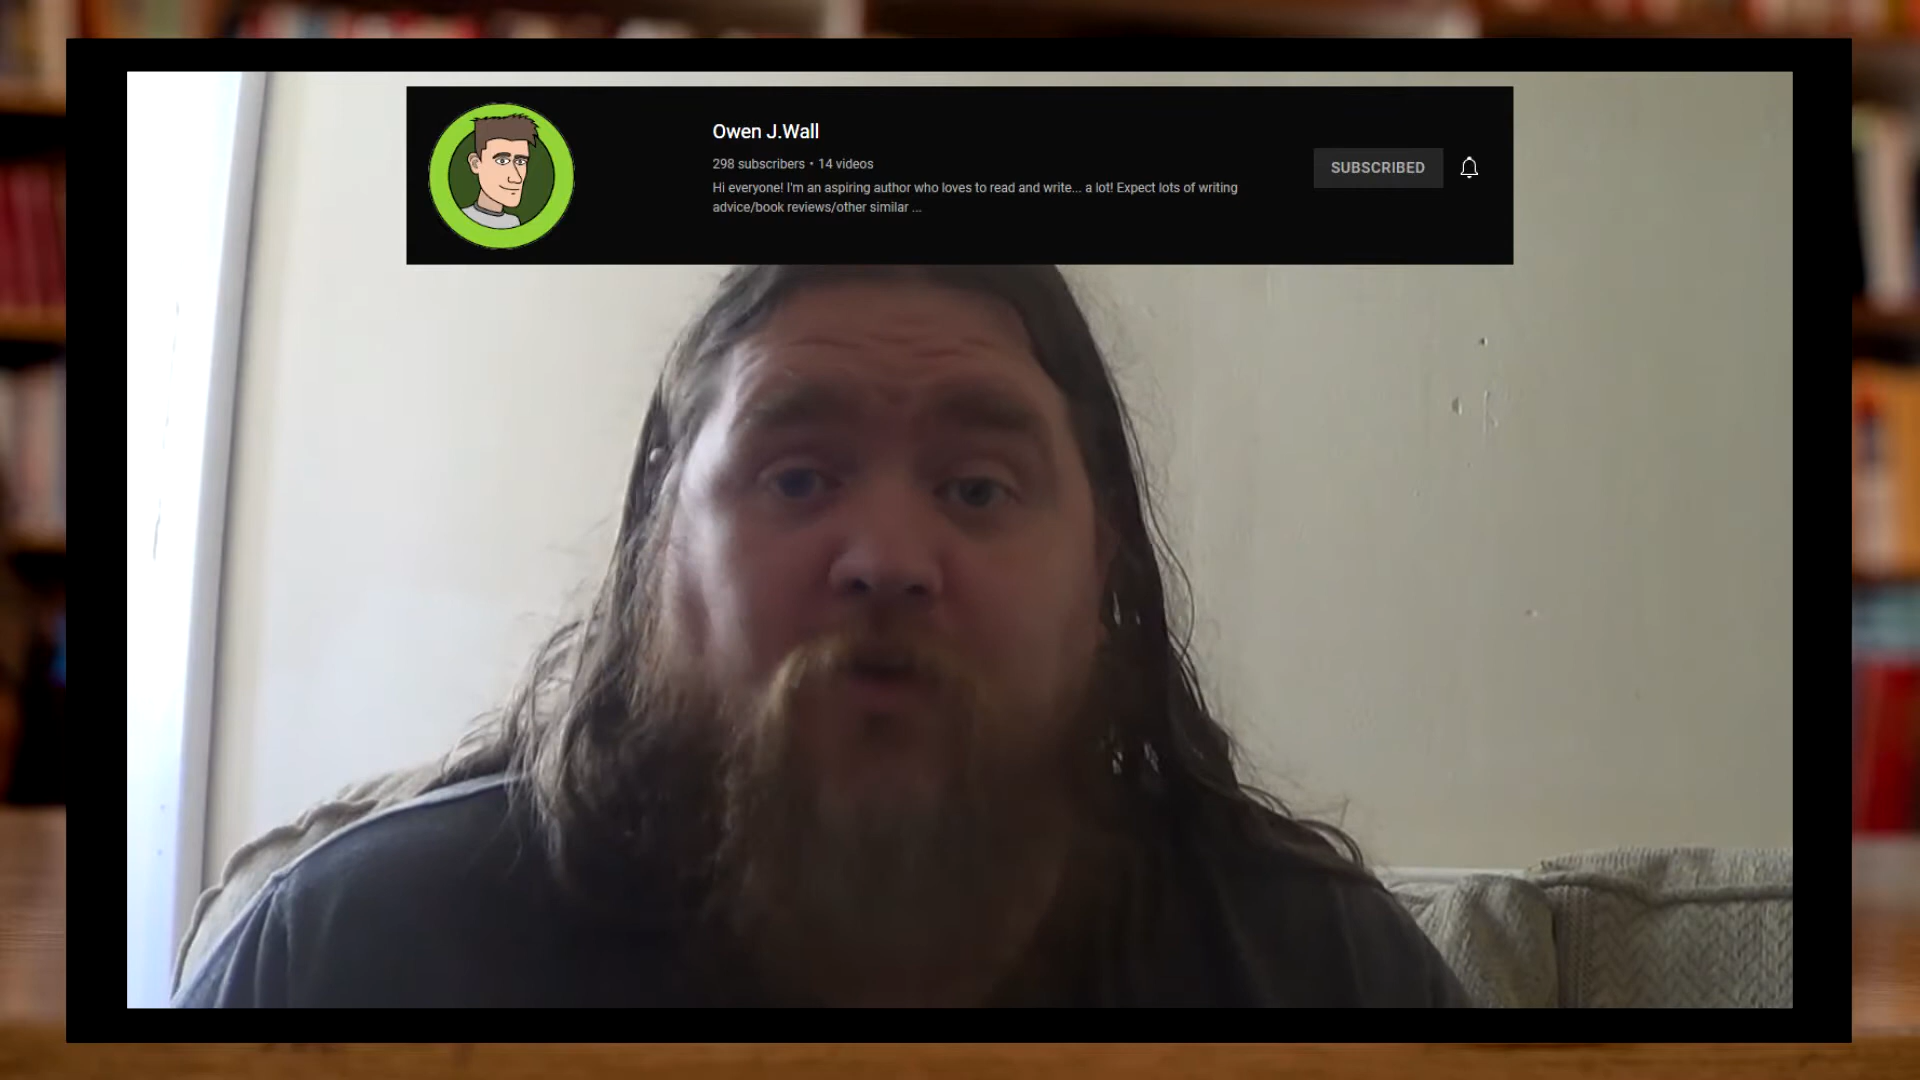 Owen J.Wall
298 subscribers • 14 videos
Hi everyone! I'm an aspiring author who loves to read and write... a lot! Expect lots of writing
advice/book reviews/other similar ...
SUBSCRIBED